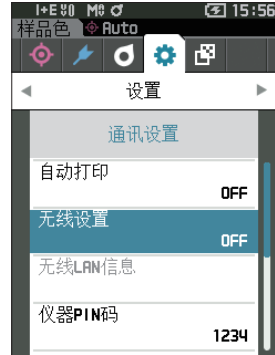 I+E M0 15:56
样品色 Auto
设置
通讯设置
自动打印
OFF
无线设置
OFF
无线LAN信息
仪器PIN码
1234